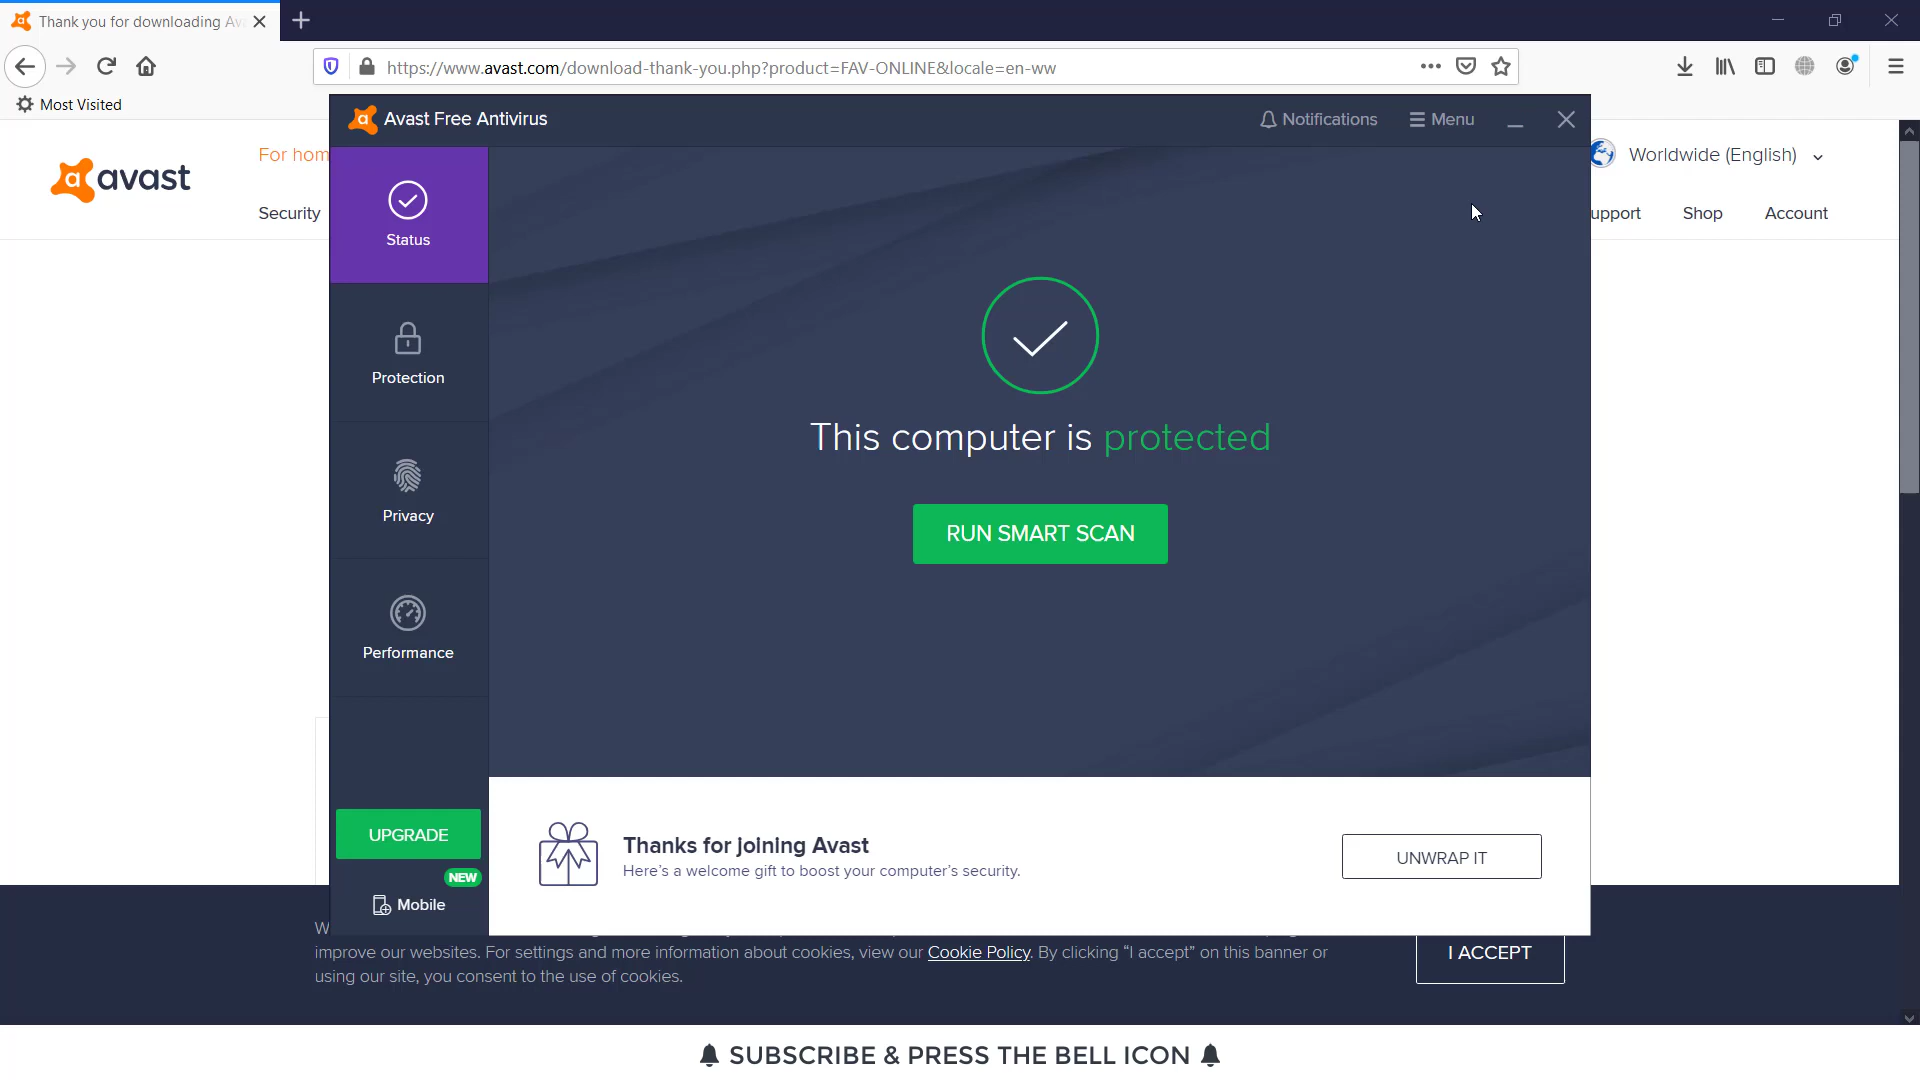 Thank you for downloading Av
https://www.avast.com/download-thank-you.php?product=FAV-ONLINE&locale=en-ww
Most Visited
Avast Free Antivirus
Notifications
Menu
avast
For hom
Worldwide (English)
Security
upport
Shop
Account
Status
Protection
Privacy
Performance
This computer is protected
RUN SMART SCAN
UPGRADE
NEW
Mobile
Thanks for joining Avast
Here's a welcome gift to boost your computer's security.
UNWRAP IT
W
improve our websites. For settings and more information about cookies, view our Cookie Policy. By clicking “I accept” on this banner or
using our site, you consent to the use of cookies.
I ACCEPT
SUBSCRIBE & PRESS THE BELL ICON